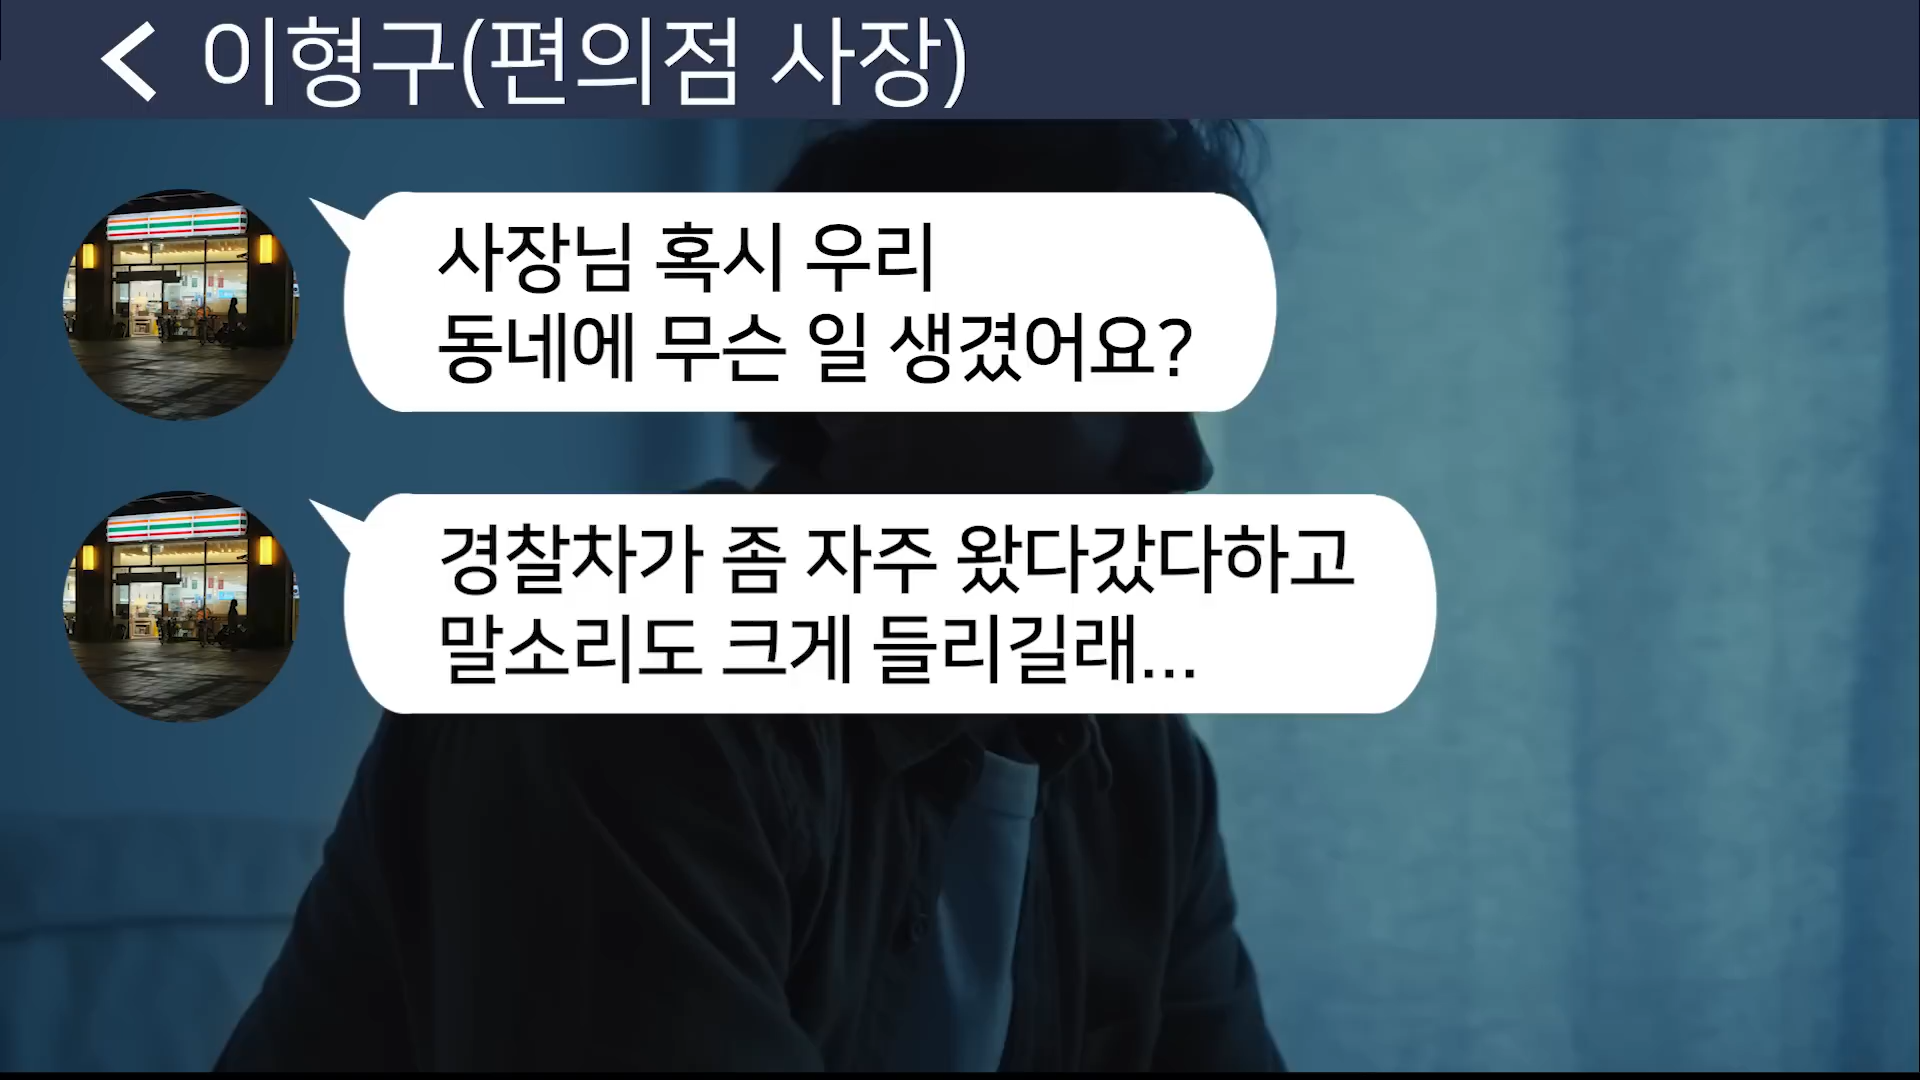 이형구(편의점 사장)
사장님 혹시 우리
동네에 무슨 일 생겼어요?
경찰차가 좀 자주 왔다갔다하고
말소리도 크게 들리길래...